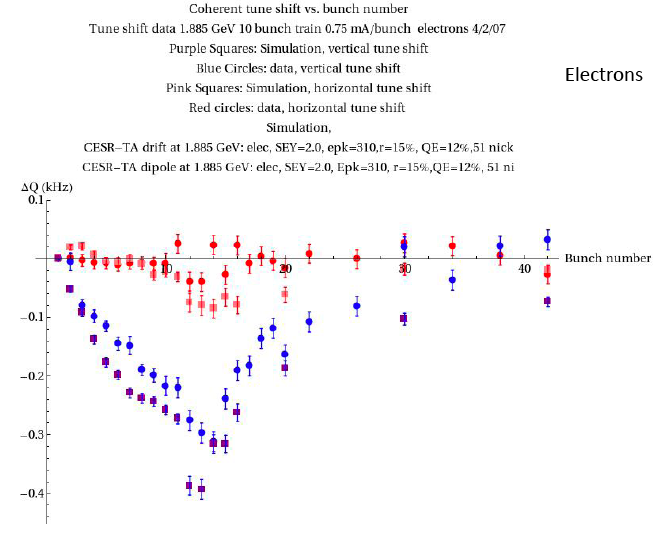 Coherent tune shift vs. bunch number
Tune shift data 1.885 GeV 10 bunch train 0.75 mA/bunch electrons 4/2/07
Purple Squares: Simulation, vertical tune shift
Blue Circles: data, vertical tune shift
Electrons
Pink Squares: Simulation, horizontal tune shift
Red circles: data, horizontal tune shift
Simulation,
CESR-TA drift at 1.885 GeV: elec, SEY=2.0, epk=310,r=15%, QE=12%,51 nick
CESR-TA dipole at 1.885 GeV: elec, SEY=2.0, Epk=310, r=15%,QE=12%, 51 ni
ΔQ (kHz)
0.1
Bunch number
10 20 30 40
-0.1
-0.2
-0.3
-0.4